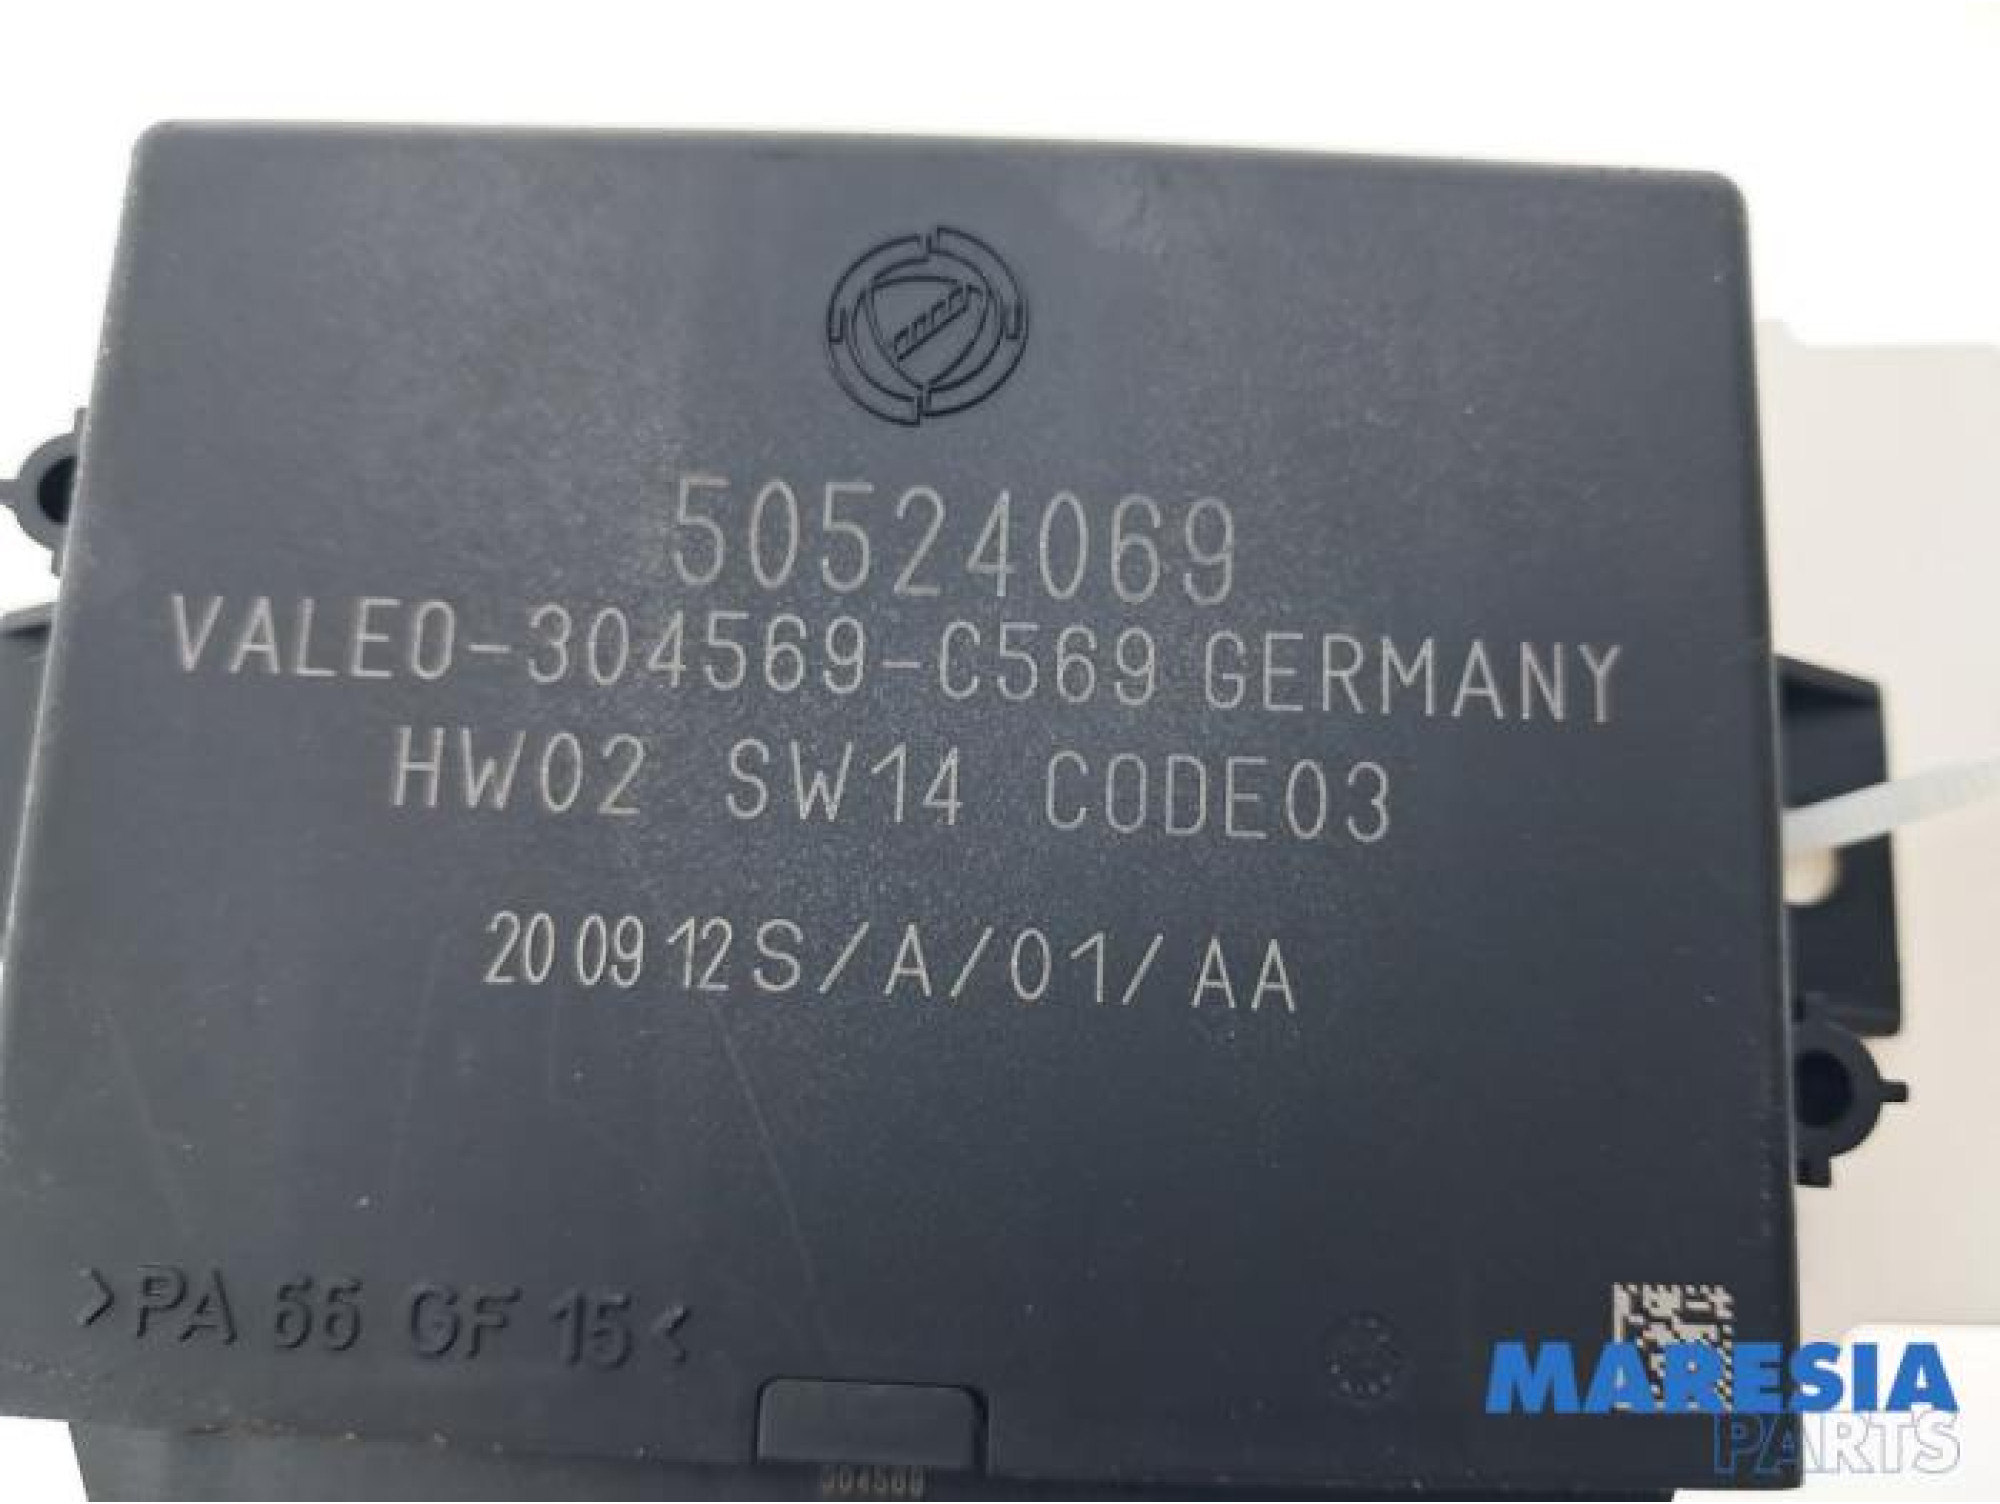 50524069
VALEO-304569-C569 GERMANY
HW02 SW14 CODE03
20 09 12 S/A/01/AA
>PA 66 GF 15<
304569
MARESIA
PARTS